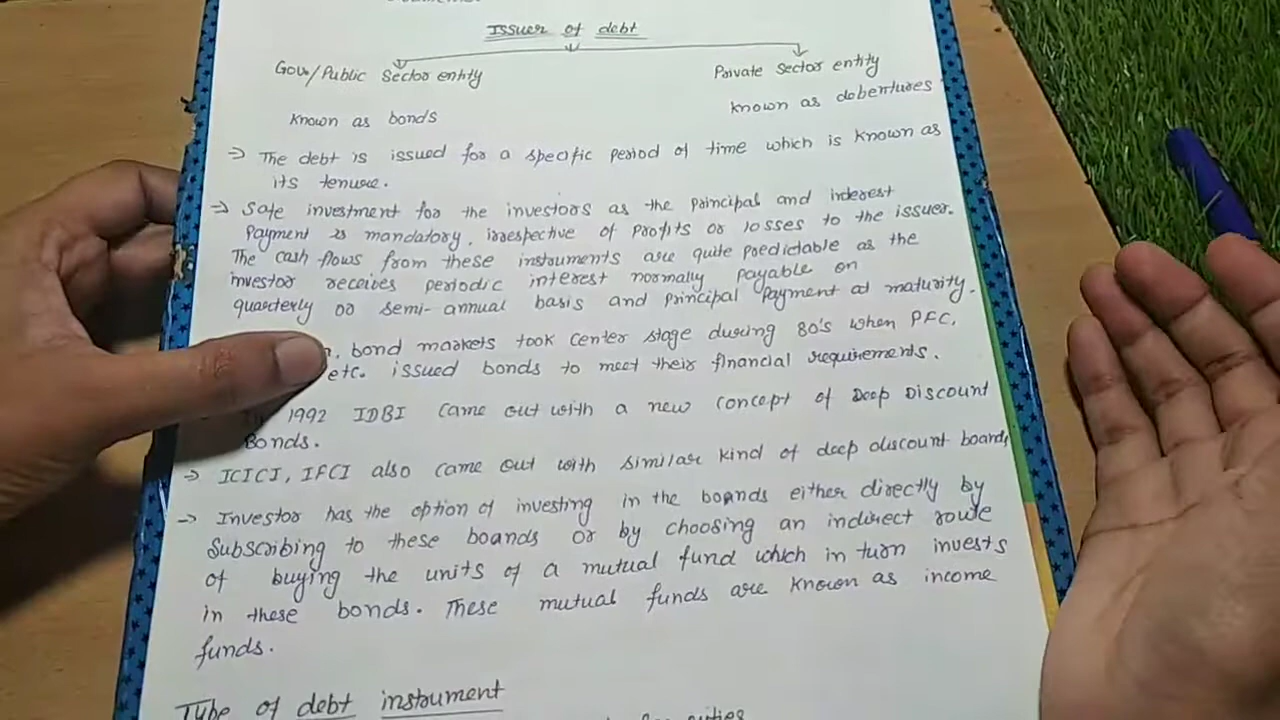 Issuer of debt
Gov./Public Sector entity
Private Sector entity
Known as bonds
Known as debentures
⇒ The debt is issued for a specific period of time which is known as
its tenure.
⇒ Safe investment for the investors as the principal and interest
payment is mandatory, irrespective of profits or losses to the issuer.
The cash flows from these instruments are quite predictable as the
investor receives periodic interest normally payable on
quarterly or semi-annual basis and principal payment at maturity.
bond markets took center stage during 80's when PFC,
etc. issued bonds to meet their financial requirements.
1992 IDBI came out with a new concept of Deep Discount
Bonds.
⇒ ICICI, IFCI also came out with similar kind of deep discount boands
⇒ Investor has the option of investing in the boands either directly by
subscribing to these boands or by choosing an indirect route
of buying the units of a mutual fund which in turn invests
in these bonds. These mutual funds are known as income
funds.
Type of debt instrument